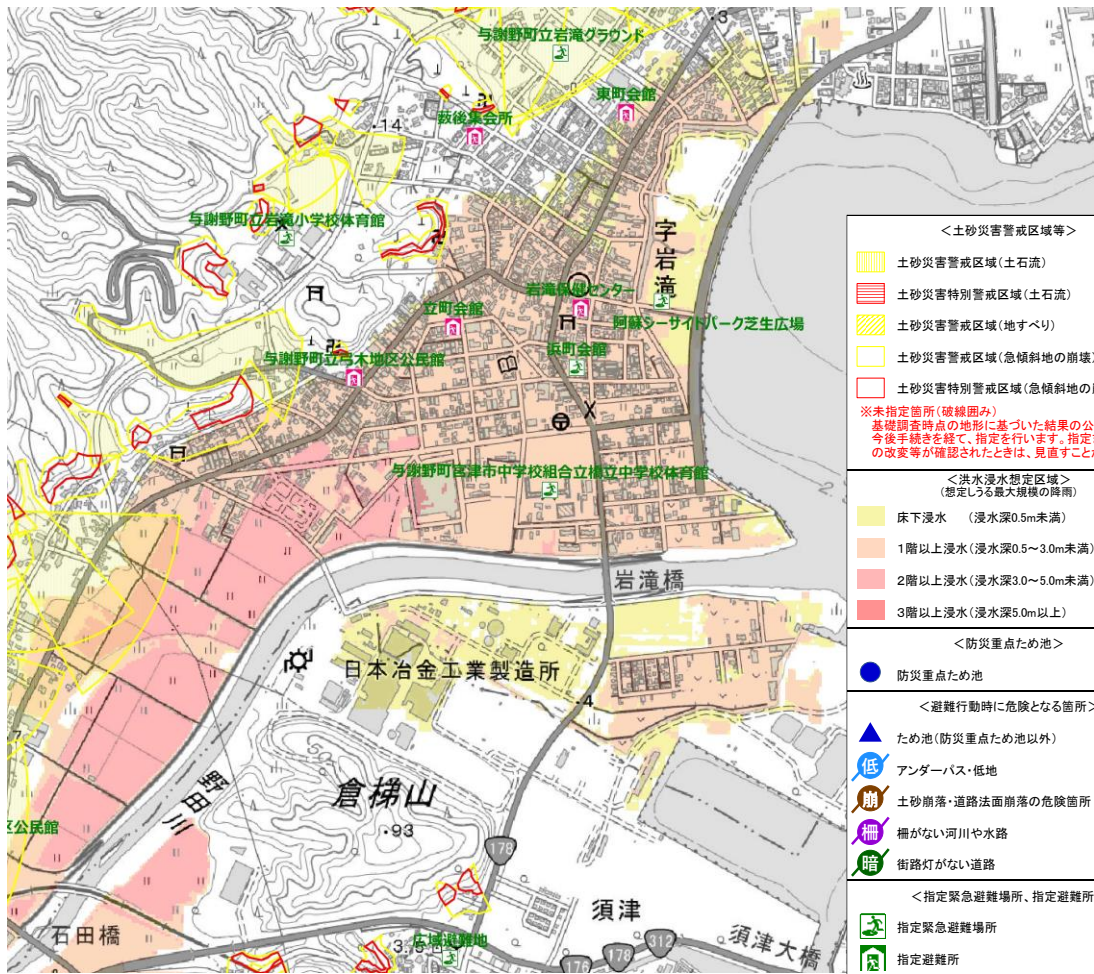 与謝野町立岩滝グラウンド
・3
東町会館
藪後集会所
・14
与謝野町立岩滝小学校体育館
字岩滝
岩滝保健センター
立町会館
阿蘇シーサイドパーク芝生広場
浜町会館
与謝野町立弓木地区公民館
与謝野町宮津市中学校組合立橋立中学校体育館
2
岩滝橋
日本冶金工業製造所
・4
7
倉梯山
・93
野田川
区公民館
178
須津
石田橋
広域避難地
3.75
176
178
312
須津大橋
<土砂災害警戒区域等>
土砂災害警戒区域(土石流)
土砂災害特別警戒区域(土石流)
土砂災害警戒区域(地すべり)
土砂災害警戒区域(急傾斜地の崩壊)
土砂災害特別警戒区域(急傾斜地の
※未指定箇所(破線囲み)
基礎調査時点の地形に基づいた結果の公
今後手続きを経て、指定を行います。指定
の改変等が確認されたときは、見直すこと
<洪水浸水想定区域>
(想定しうる最大規模の降雨)
床下浸水 (浸水深0.5m未満)
1階以上浸水(浸水深0.5~3.0m未満)
2階以上浸水(浸水深3.0~5.0m未満)
3階以上浸水(浸水深5.0m以上)
<防災重点ため池>
防災重点ため池
<避難行動時に危険となる箇所>
ため池(防災重点ため池以外)
低 アンダーパス・低地
崩 土砂崩落・道路法面崩落の危険箇所
柵 柵がない河川や水路
暗 街路灯がない道路
<指定緊急避難場所、指定避難所
指定緊急避難場所
指定避難所